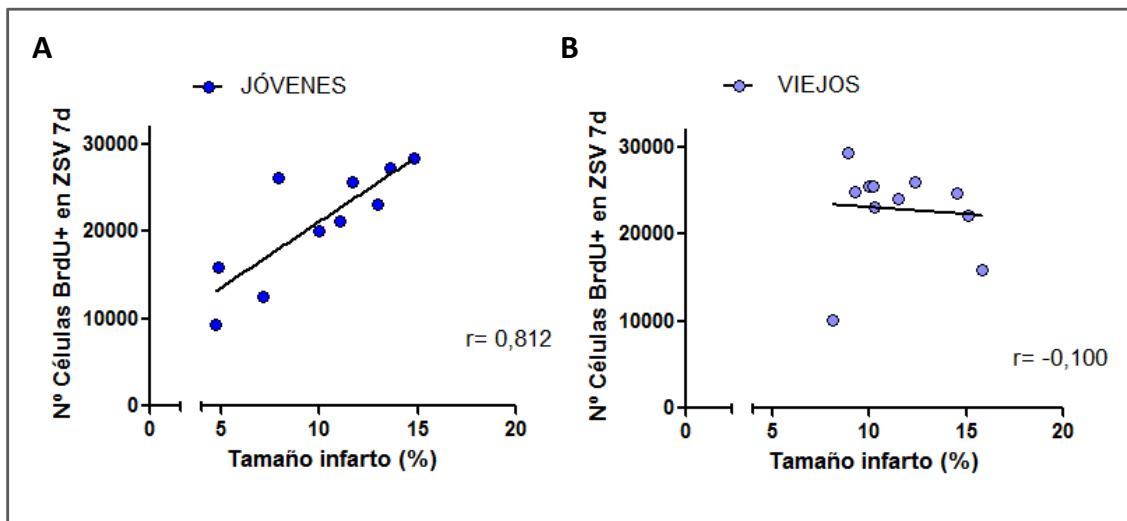 A
JÓVENES
Nº Células BrdU+ en ZSV 7d
30000
20000
10000
0
0 5 10 15 20
Tamaño infarto (%)
r= 0,812
B
VIEJOS
Nº Células BrdU+ en ZSV 7d
30000
20000
10000
0
0 5 10 15 20
Tamaño infarto (%)
r= -0,100